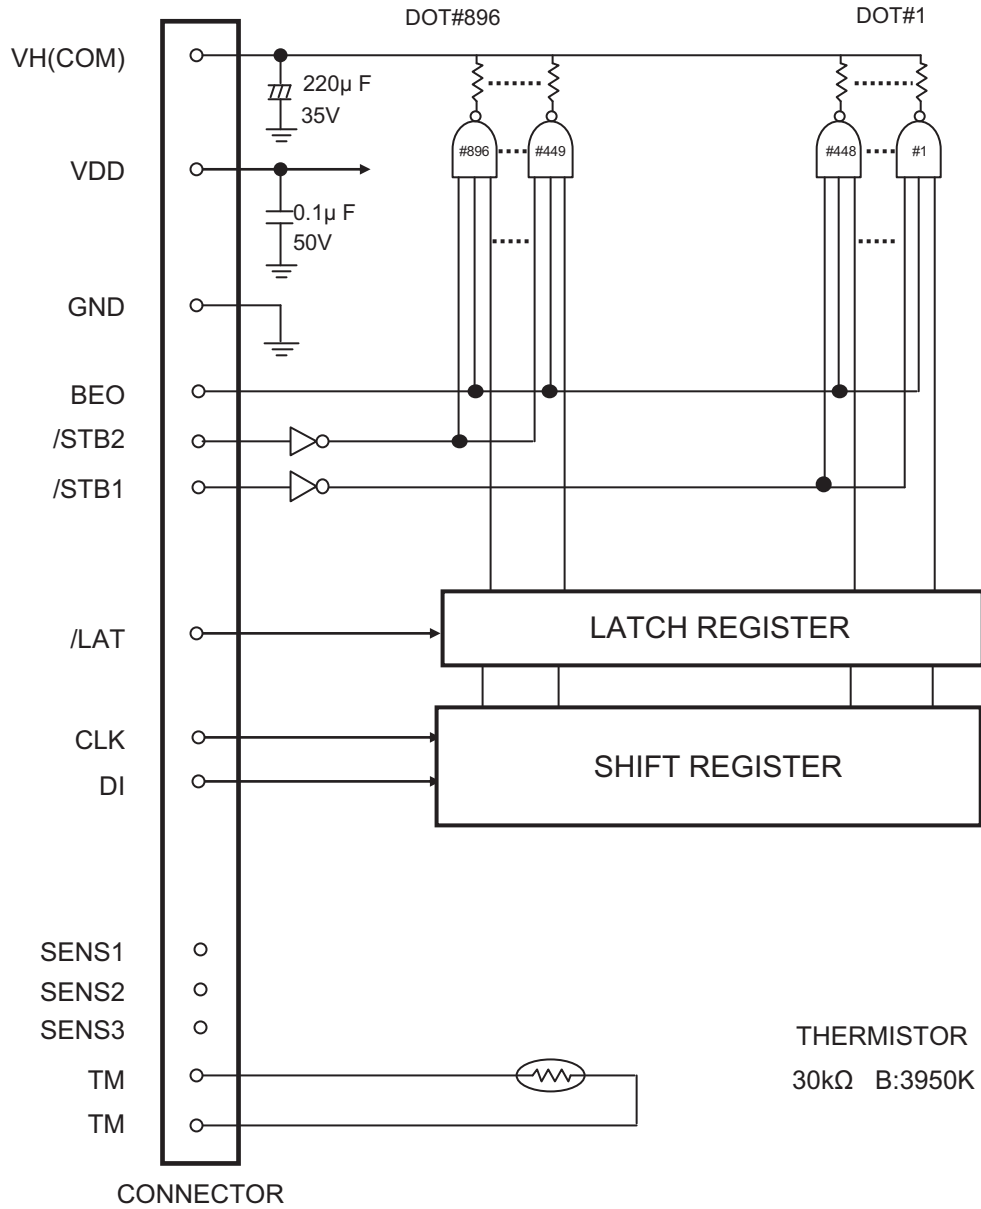 DOT#896
DOT#1
VH(COM)
220μ F
35V
#896
#449
#448
#1
VDD
0.1μ F
50V
GND
BEO
/STB2
/STB1
LATCH REGISTER
/LAT
CLK
SHIFT REGISTER
DI
SENS1
SENS2
SENS3
THERMISTOR
TM
30kΩ B:3950K
TM
CONNECTOR